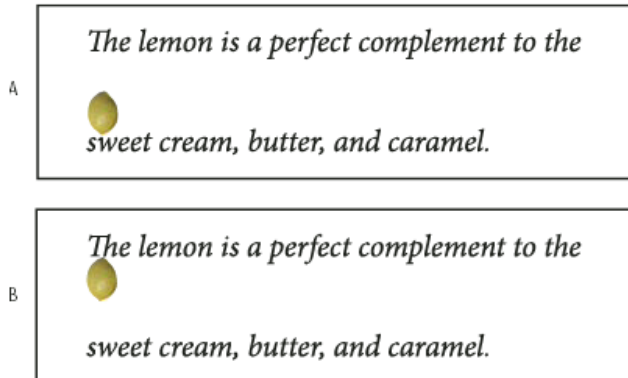 A
The lemon is a perfect complement to the
sweet cream, butter, and caramel.
B
The lemon is a perfect complement to the
sweet cream, butter, and caramel.